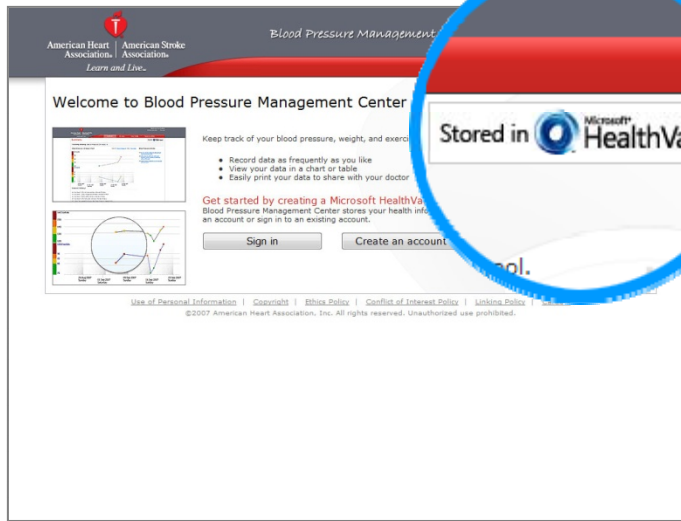 American Heart Association®
American Stroke Association®
Learn and Live
Blood Pressure Management
Stored in Microsoft® HealthVa
Welcome to Blood Pressure Management Center
Keep track of your blood pressure, weight, and exerci
Record data as frequently as you like
View your data in a chart or table
Easily print your data to share with your doctor
Get started by creating a Microsoft HealthVa
Blood Pressure Management Center stores your health info
an account or sign in to an existing account.
Sign in
Create an account
ool.
Use of Personal Information | Copyright | Ethics Policy | Conflict of Interest Policy | Linking Policy |
©2007 American Heart Association, Inc. All rights reserved. Unauthorized use prohibited.